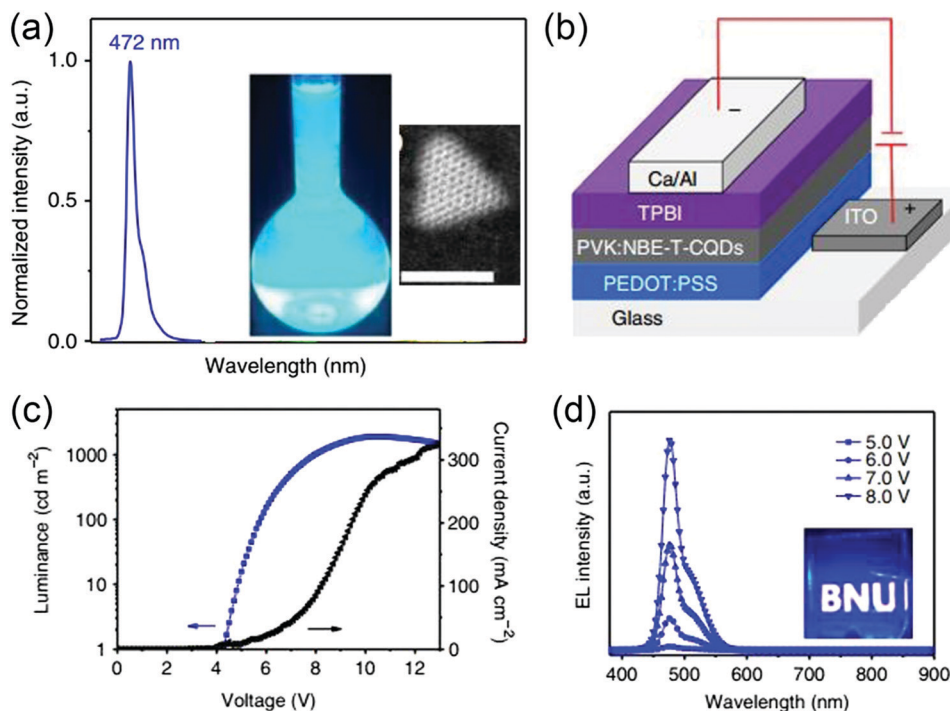 (a)
472 nm
Normalized intensity (a.u.)
1.0
0.5
0.0
Wavelength (nm)
(b)
−
Ca/Al
TPBI
ITO
+
PVK:NBE-T-CQDs
PEDOT:PSS
Glass
(c)
Luminance (cd m⁻²)
1000
100
10
1
Current density (mA cm⁻²)
300
200
100
0
0 2 4 6 8 10 12
Voltage (V)
(d)
EL intensity (a.u.)
5.0 V
6.0 V
7.0 V
8.0 V
BNU
400 500 600 700 800 900
Wavelength (nm)